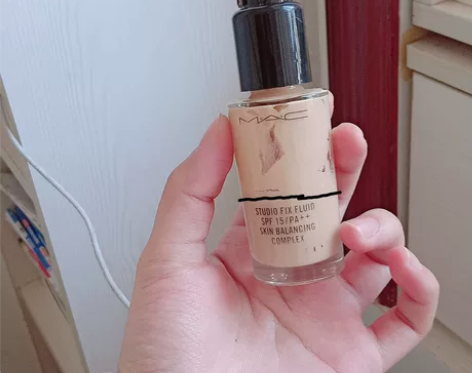 MAC
STUDIO FIX FLUID
SPF 15/PA++
SKIN BALANCING
COMPLEX